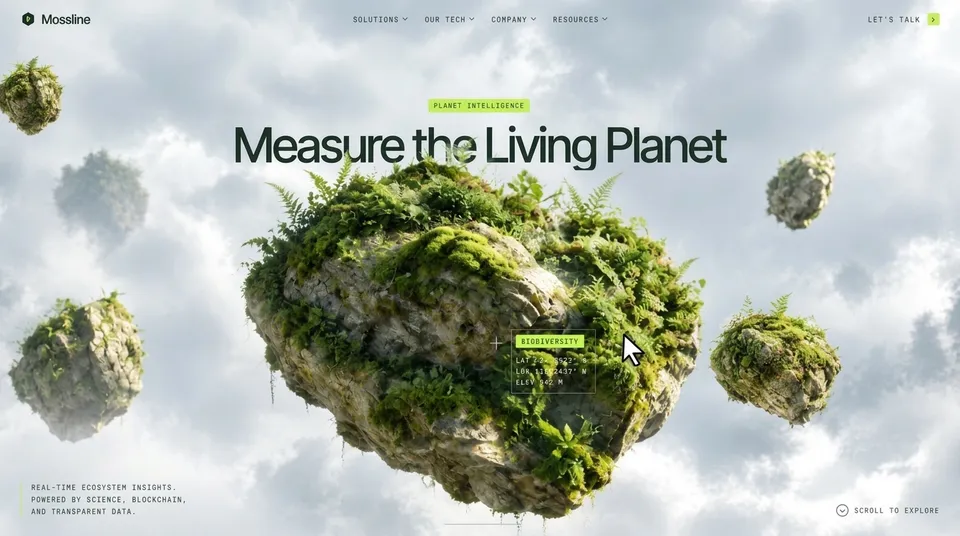 Mossline
SOLUTIONS
OUR TECH
COMPANY
RESOURCES
LET'S TALK
PLANET INTELLIGENCE
Measure the Living Planet
BIODIVERSITY
LAT
ELEV 942 M
REAL-TIME ECOSYSTEM INSIGHTS.
POWERED BY SCIENCE, BLOCKCHAIN,
AND TRANSPARENT DATA.
SCROLL TO EXPLORE